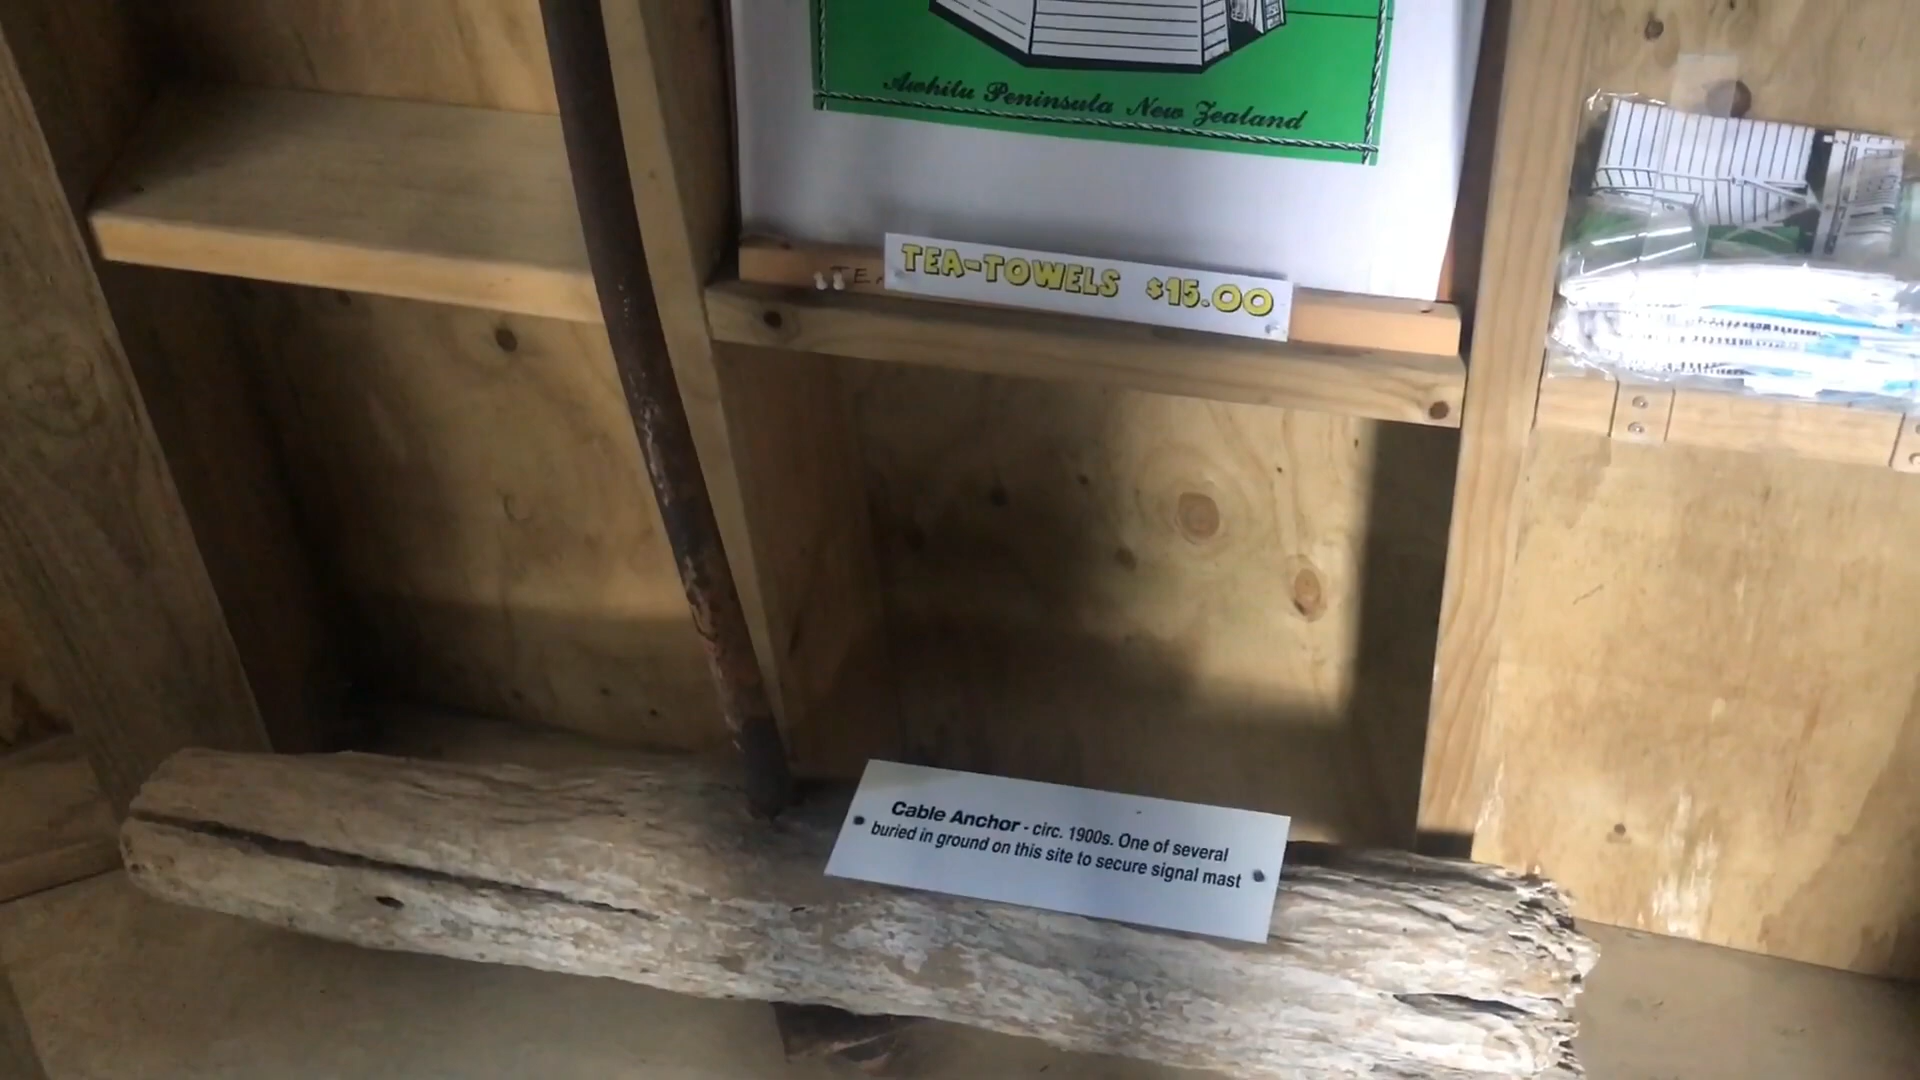 Awhitu Peninsula New Zealand
TEA-TOWELS $15.00
Cable Anchor - circ. 1900s. One of several
buried in ground on this site to secure signal mast